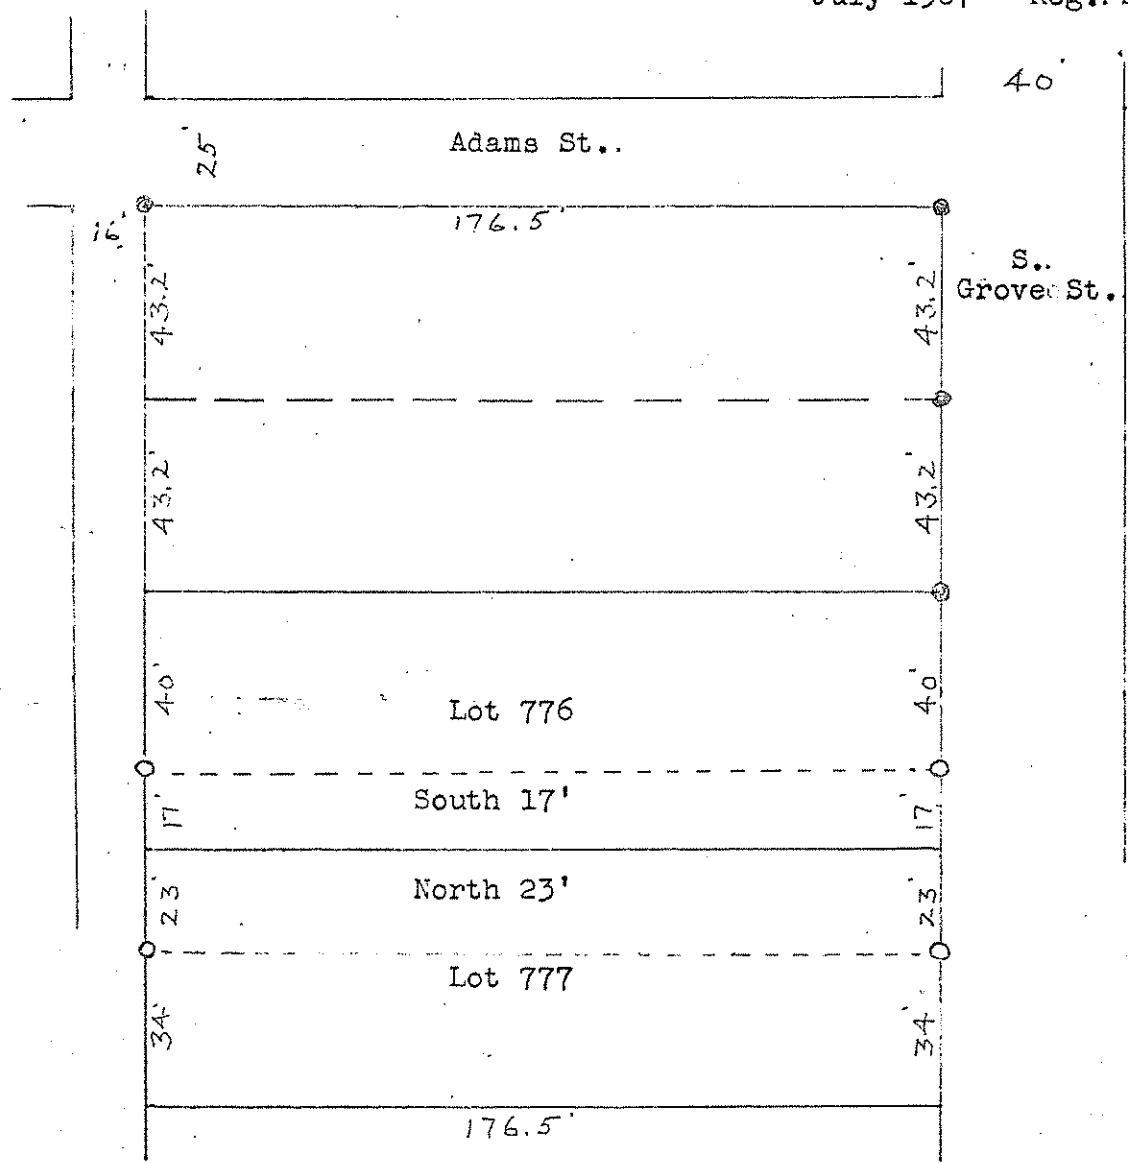 40'
25'
Adams St..
16'
176.5'
S..
Grove St.
43.2'
43.2'
43.2'
43.2'
40'
Lot 776
40'
South 17'
17'
17'
North 23'
23'
23'
Lot 777
34'
34'
176.5'